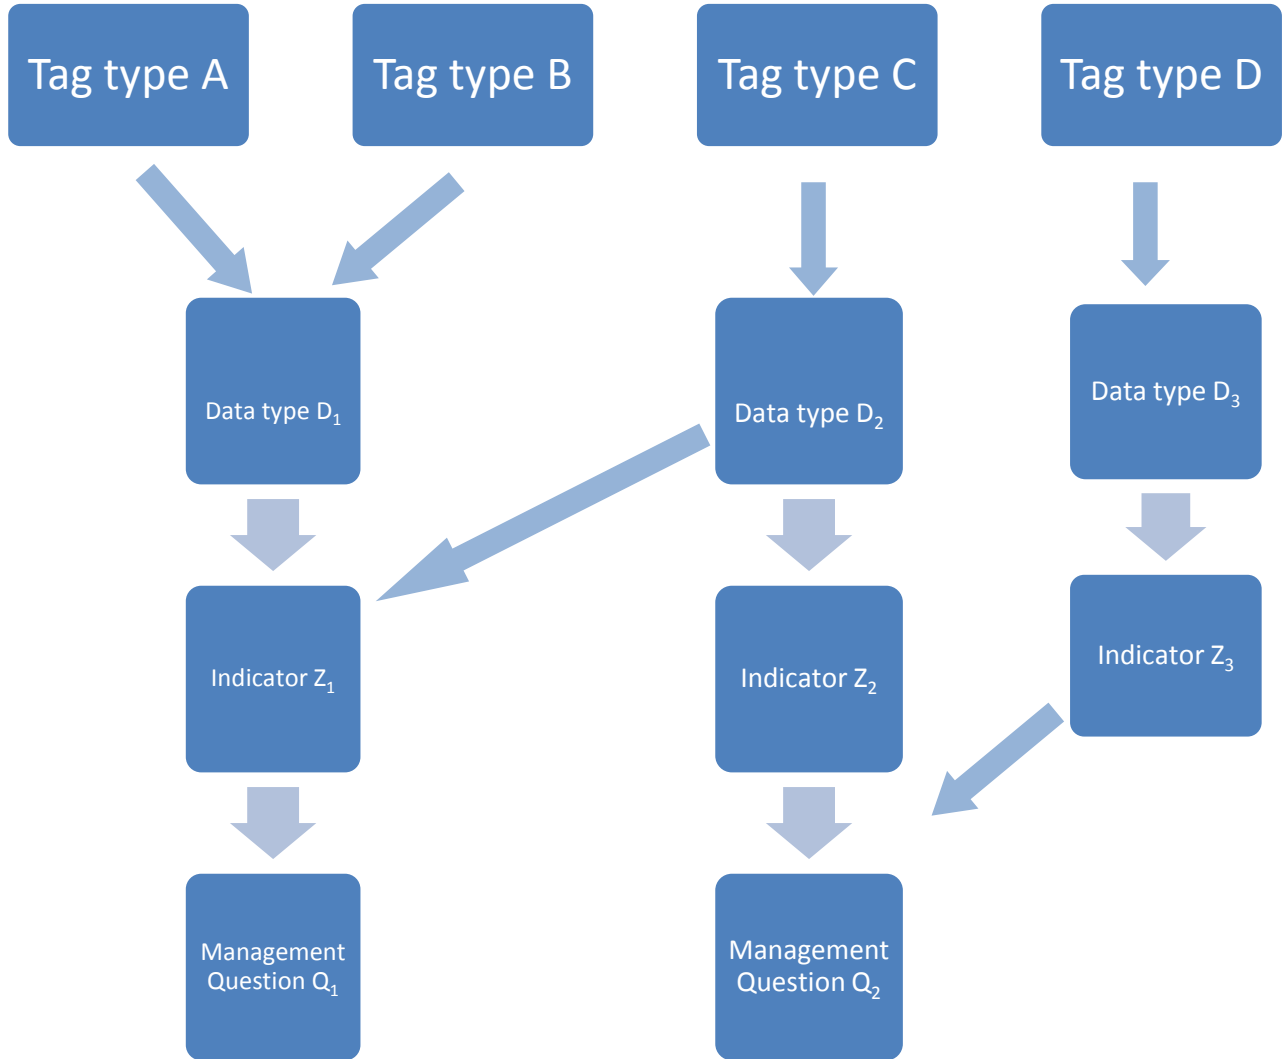 Tag type A
Tag type B
Tag type C
Tag type D
Data type D₁
Data type D₂
Data type D₃
Indicator Z₁
Indicator Z₂
Indicator Z₃
Management
Question Q₁
Management
Question Q₂